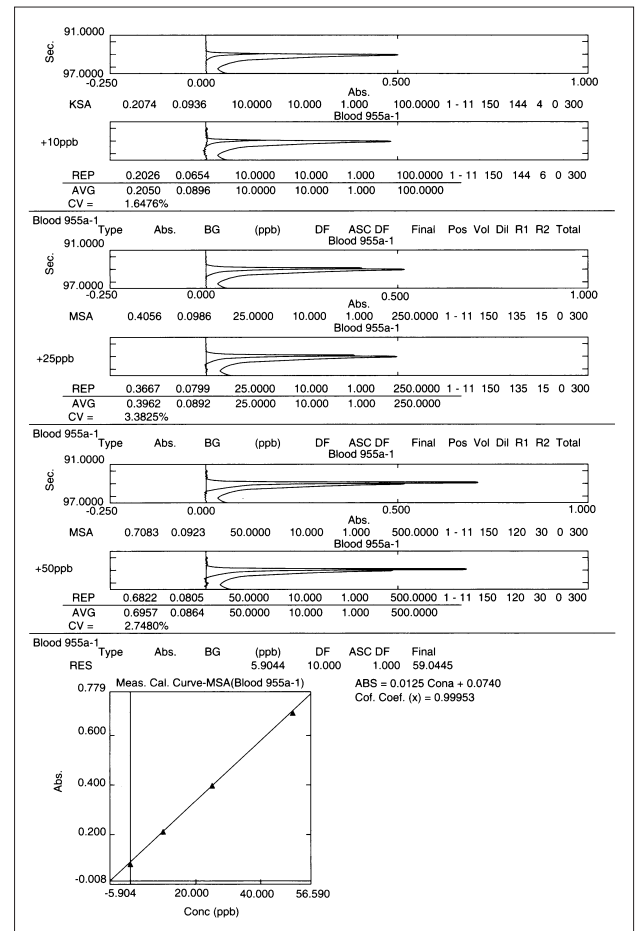 91.0000
Sec.
97.0000
-0.250 0.000 0.500 1.000
Abs.
KSA 0.2074 0.0936 10.0000 10.000 1.000 100.0000 1 - 11 150 144 4 0 300
Blood 955a-1
+10ppb
REP 0.2026 0.0654 10.0000 10.000 1.000 100.0000 1 - 11 150 144 6 0 300
AVG 0.2050 0.0896 10.0000 10.000 1.000 100.0000
CV = 1.6476%
Blood 955a-1
Type Abs. BG (ppb) DF ASC DF Final Pos Vol Dil R1 R2 Total
Blood 955a-1
91.0000
Sec.
97.0000
-0.250 0.000 0.500 1.000
Abs.
MSA 0.4056 0.0986 25.0000 10.000 1.000 250.0000 1 - 11 150 135 15 0 300
Blood 955a-1
+25ppb
REP 0.3667 0.0799 25.0000 10.000 1.000 250.0000 1 - 11 150 135 15 0 300
AVG 0.3962 0.0892 25.0000 10.000 1.000 250.0000
CV = 3.3825%
Blood 955a-1
Type Abs. BG (ppb) DF ASC DF Final Pos Vol Dil R1 R2 Total
Blood 955a-1
91.0000
Sec.
97.0000
-0.250 0.000 0.500 1.000
Abs.
MSA 0.7083 0.0923 50.0000 10.000 1.000 500.0000 1 - 11 150 120 30 0 300
Blood 955a-1
+50ppb
REP 0.6822 0.0805 50.0000 10.000 1.000 500.0000 1 - 11 150 120 30 0 300
AVG 0.6957 0.0864 50.0000 10.000 1.000 500.0000
CV = 2.7480%
Blood 955a-1
Type Abs. BG (ppb) DF ASC DF Final
RES 5.9044 10.000 1.000 59.0445
Meas. Cal. Curve-MSA(Blood 955a-1)
ABS = 0.0125 Cona + 0.0740
Cof. Coef. (x) = 0.99953
0.779
0.600
0.400
Abs.
0.200
-0.008
-5.904 20.000 40.000 56.590
Conc (ppb)